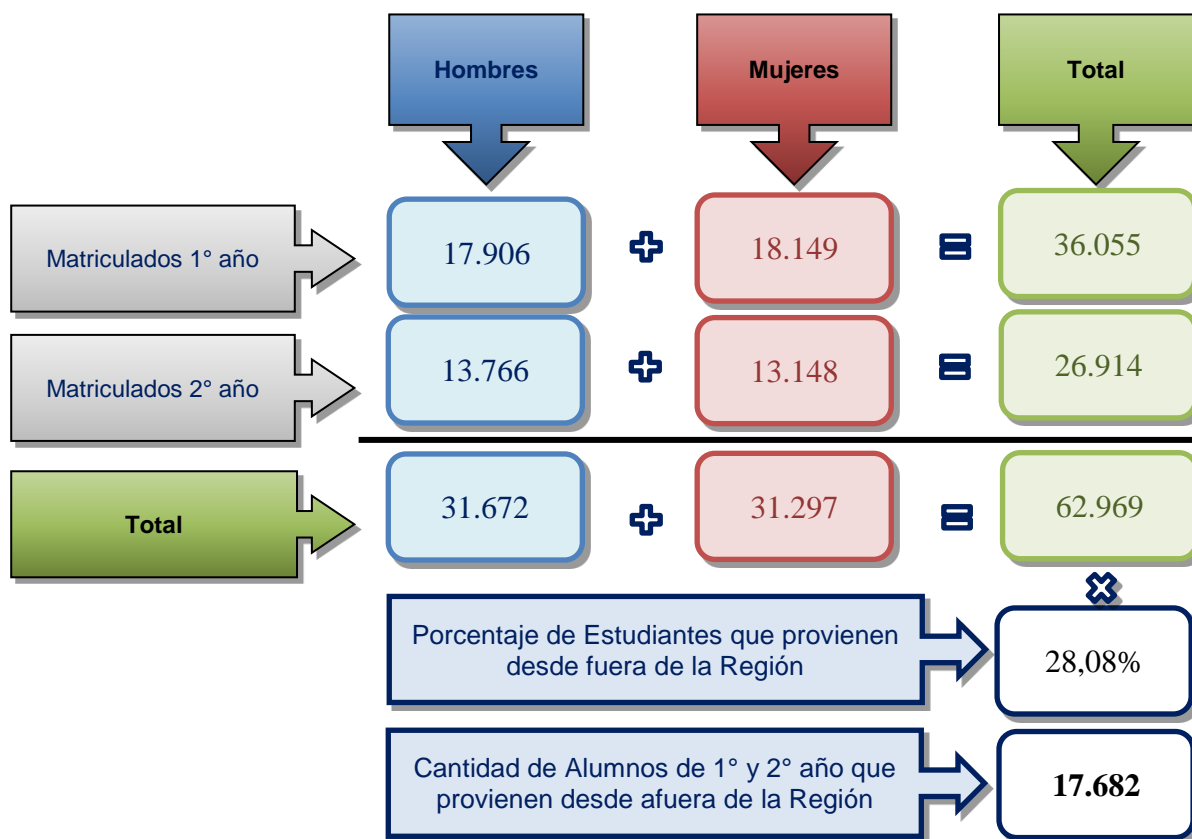 Hombres
Mujeres
Total
Matriculados 1° año
17.906
18.149
36.055
Matriculados 2° año
13.766
13.148
26.914
Total
31.672
31.297
62.969
Porcentaje de Estudiantes que provienen
desde fuera de la Región
28,08%
Cantidad de Alumnos de 1° y 2° año que
provienen desde afuera de la Región
17.682